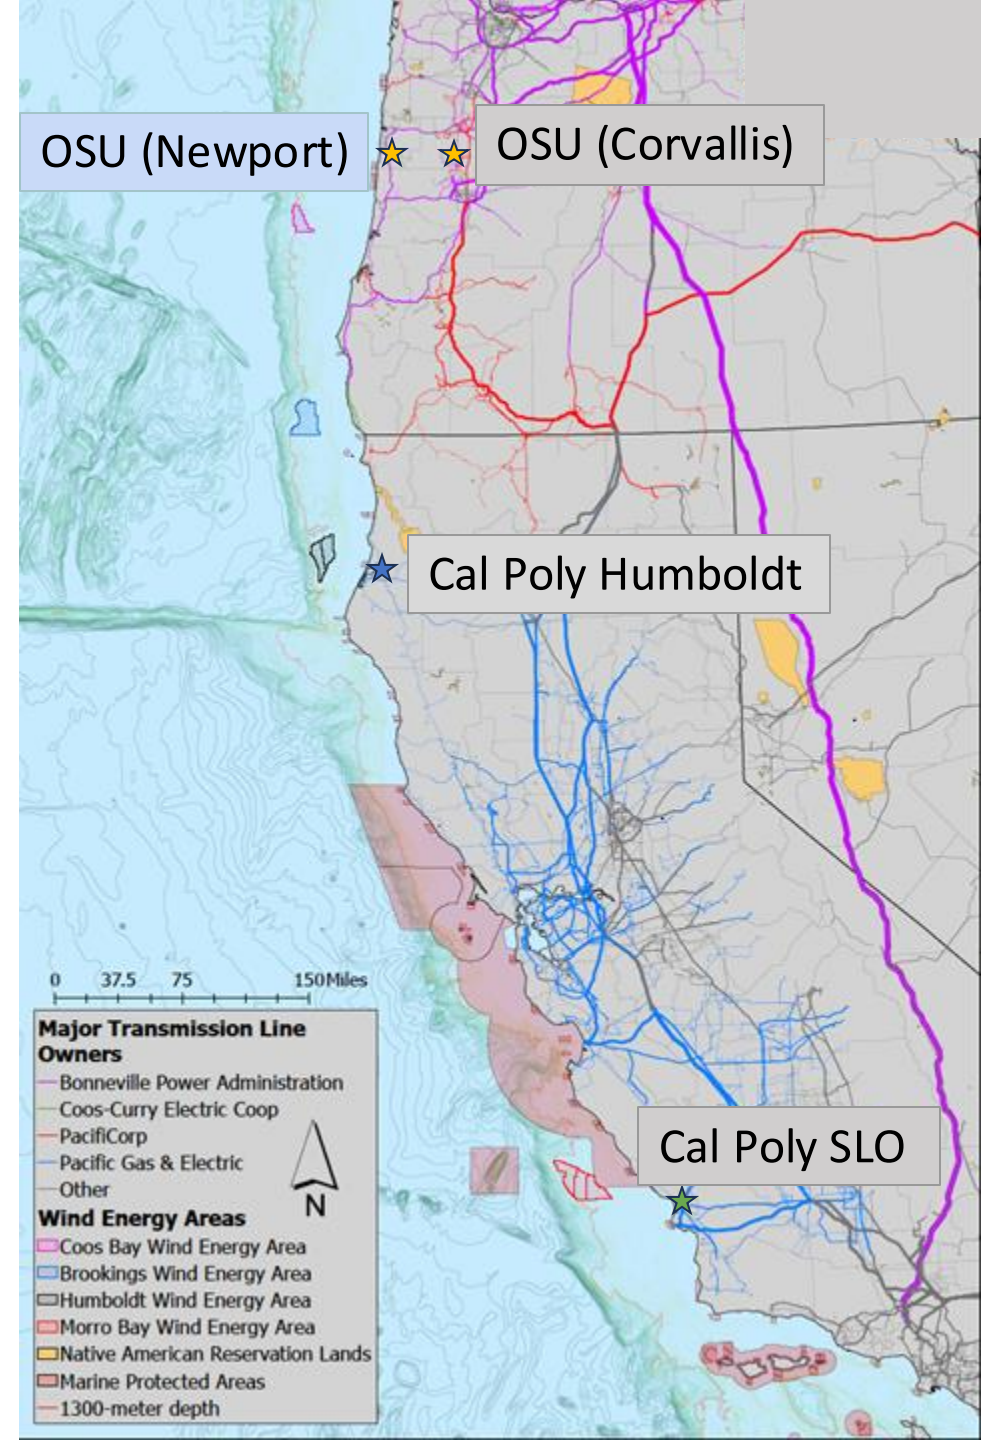 OSU (Newport)
OSU (Corvallis)
Cal Poly Humboldt
0 37.5 75 150 Miles
Major Transmission Line
Owners
Bonneville Power Administration
Coos-Curry Electric Coop
PacifiCorp
Pacific Gas & Electric
Other
N
Wind Energy Areas
Coos Bay Wind Energy Area
Brookings Wind Energy Area
Humboldt Wind Energy Area
Morro Bay Wind Energy Area
Native American Reservation Lands
Marine Protected Areas
1300-meter depth
Cal Poly SLO